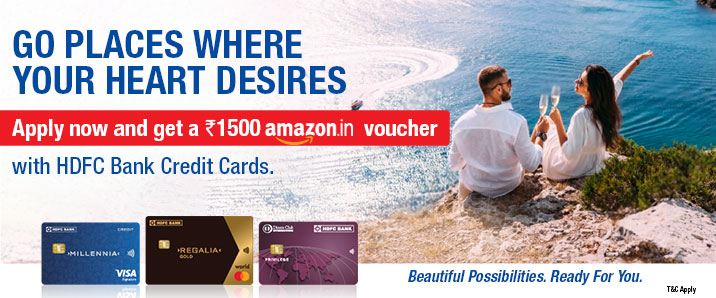 GO PLACES WHERE
YOUR HEART DESIRES
Apply now and get a ₹1500 amazon.in voucher
with HDFC Bank Credit Cards.
HDFC BANK CREDIT
MILLENNIA
VISA
Signature
HDFC BANK
REGALIA
GOLD
world
mastercard
Diners Club
HDFC BANK
PRIVILEGE
Beautiful Possibilities. Ready For You.
T&C Apply